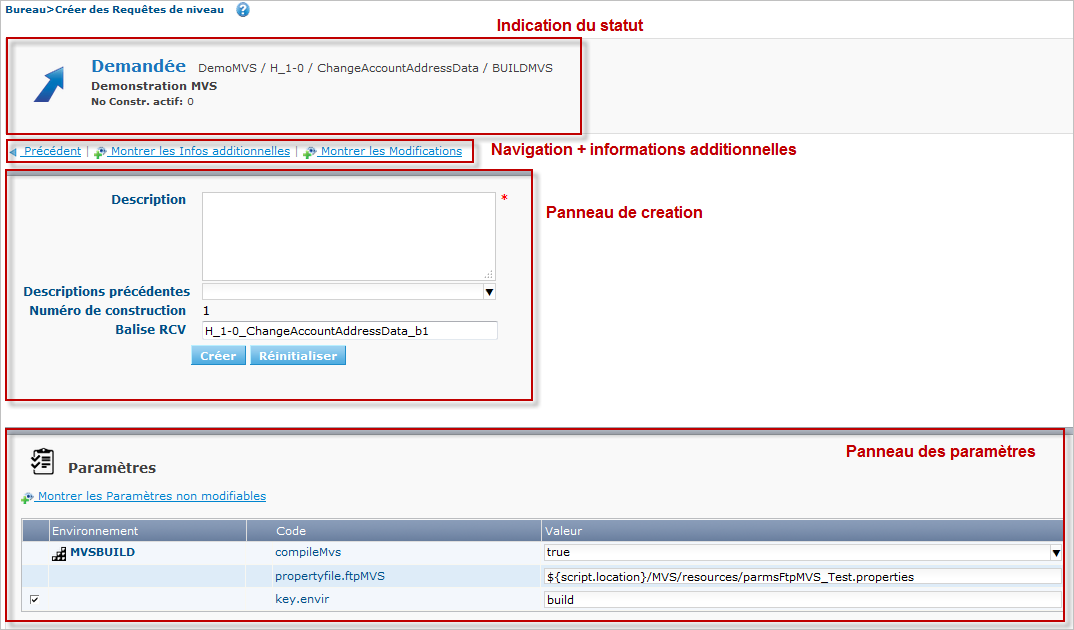 Bureau>Créer des Requêtes de niveau ?
Indication du statut
Demandée DemoMVS / H_1-0 / ChangeAccountAddressData / BUILDMVS
Demonstration MVS
No Constr. actif: 0
Précédent | Montrer les Infos additionnelles | Montrer les Modifications
Navigation + informations additionnelles
Panneau de creation
Description *
Descriptions précédentes
Numéro de construction 1
Balise RCV H_1-0_ChangeAccountAddressData_b1
Créer Réinitialiser
Panneau des paramètres
Paramètres
Montrer les Paramètres non modifiables
Environnement Code Valeur
MVSBUILD compileMvs true
propertyfile.ftpMVS ${script.location}/MVS/resources/parmsFtpMVS_Test.properties
key.envir build